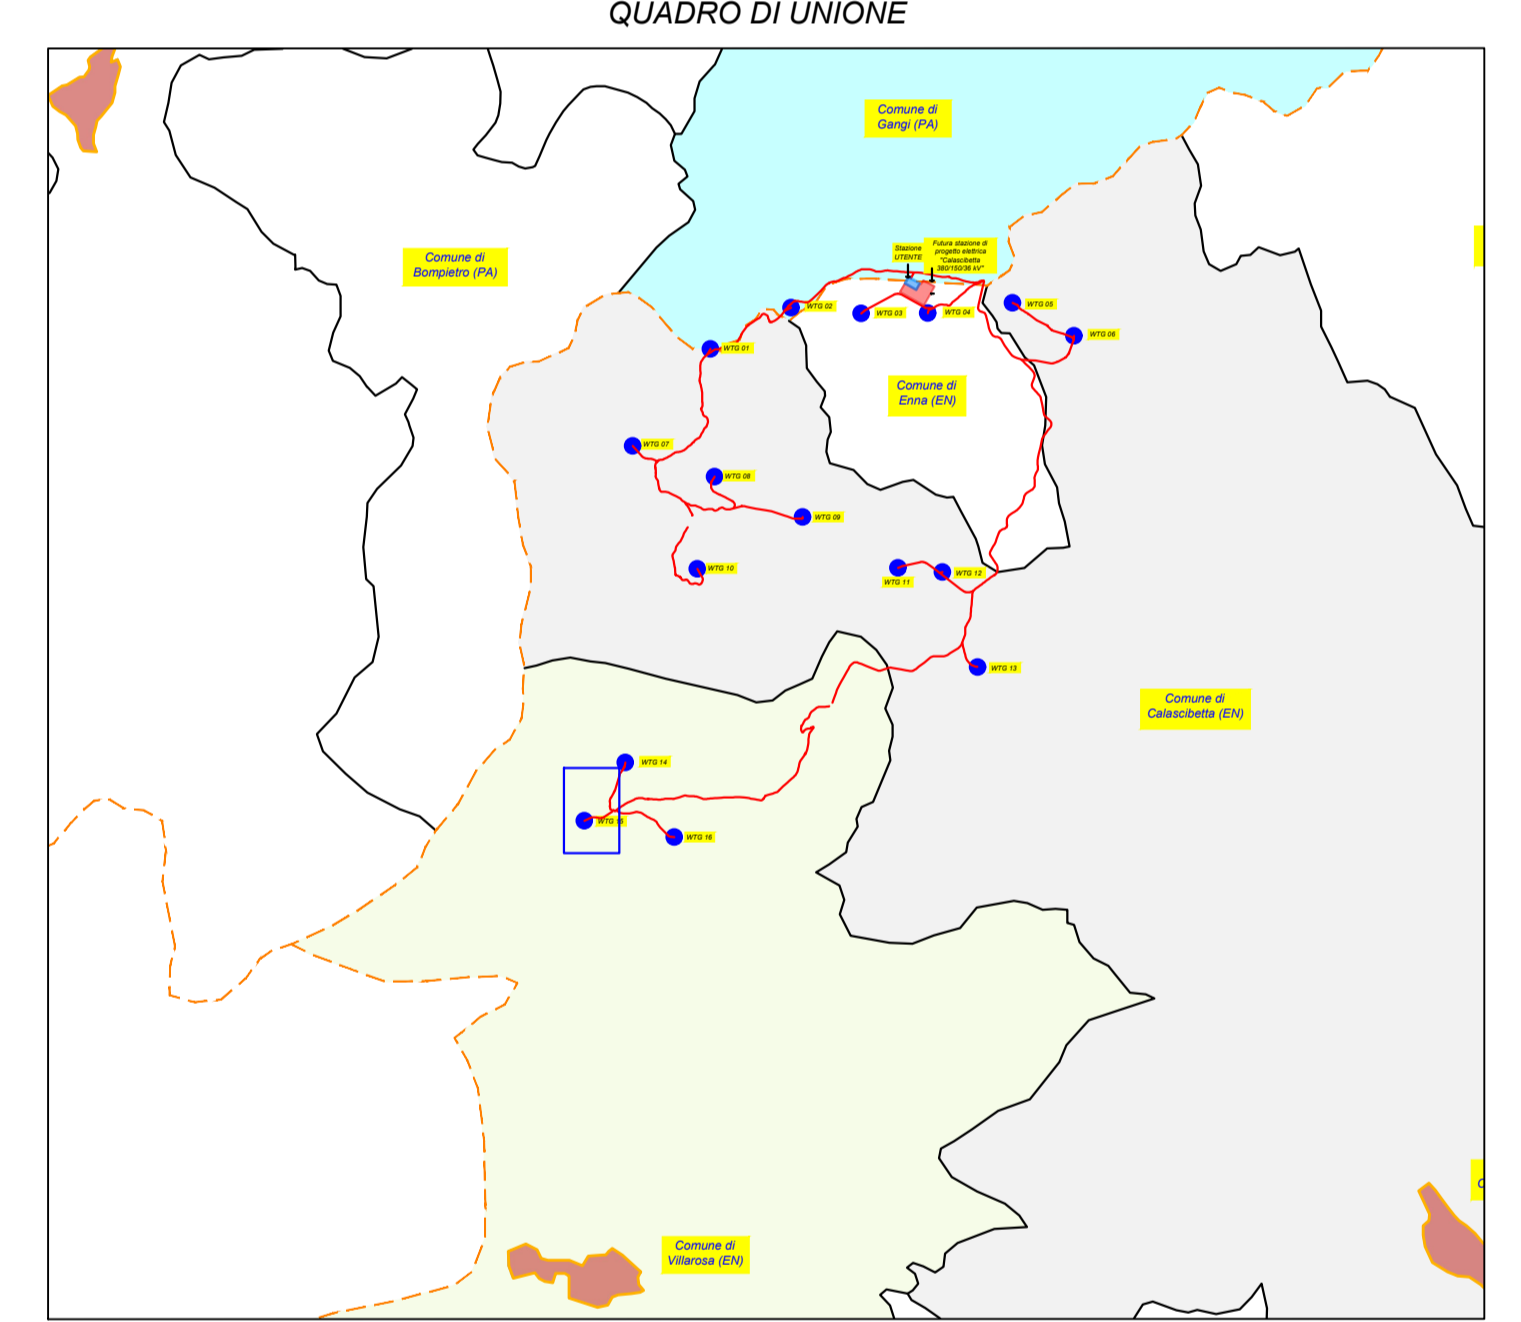 QUADRO DI UNIONE
Comune di
Gangi (PA)
Comune di
Bompietro (PA)
Stazione
UTENTE
Futura stazione di
progetto elettrica
"Calascibetta
380/150/36 kV"
WTG 02
WTG 03
WTG 04
WTG 05
WTG 06
WTG 01
Comune di
Enna (EN)
WTG 07
WTG 08
WTG 09
WTG 10
WTG 11
WTG 12
WTG 13
Comune di
Calascibetta (EN)
WTG 14
WTG 15
WTG 16
Comune di
Villarosa (EN)